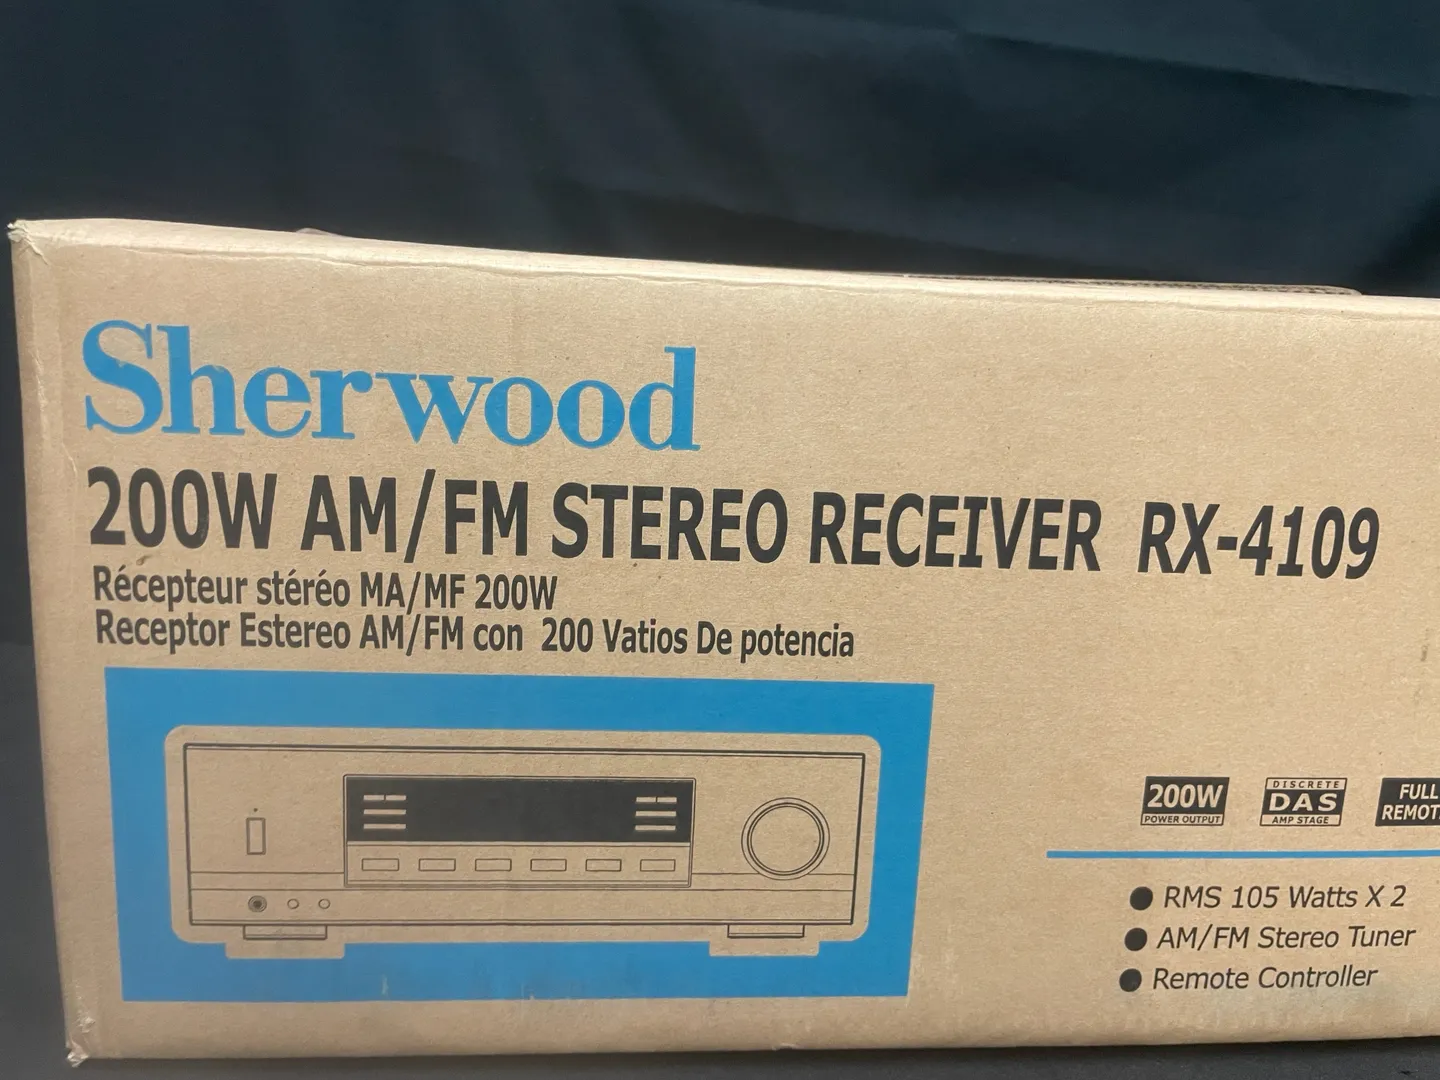 Sherwood
200W AM/FM STEREO RECEIVER RX-4109
Récepteur stéréo MA/MF 200W
Receptor Estereo AM/FM con 200 Vatios De potencia
200W
POWER OUTPUT
DISCRETE
DAS
AMP STAGE
FULL
REMOT
● RMS 105 Watts X 2
● AM/FM Stereo Tuner
● Remote Controller